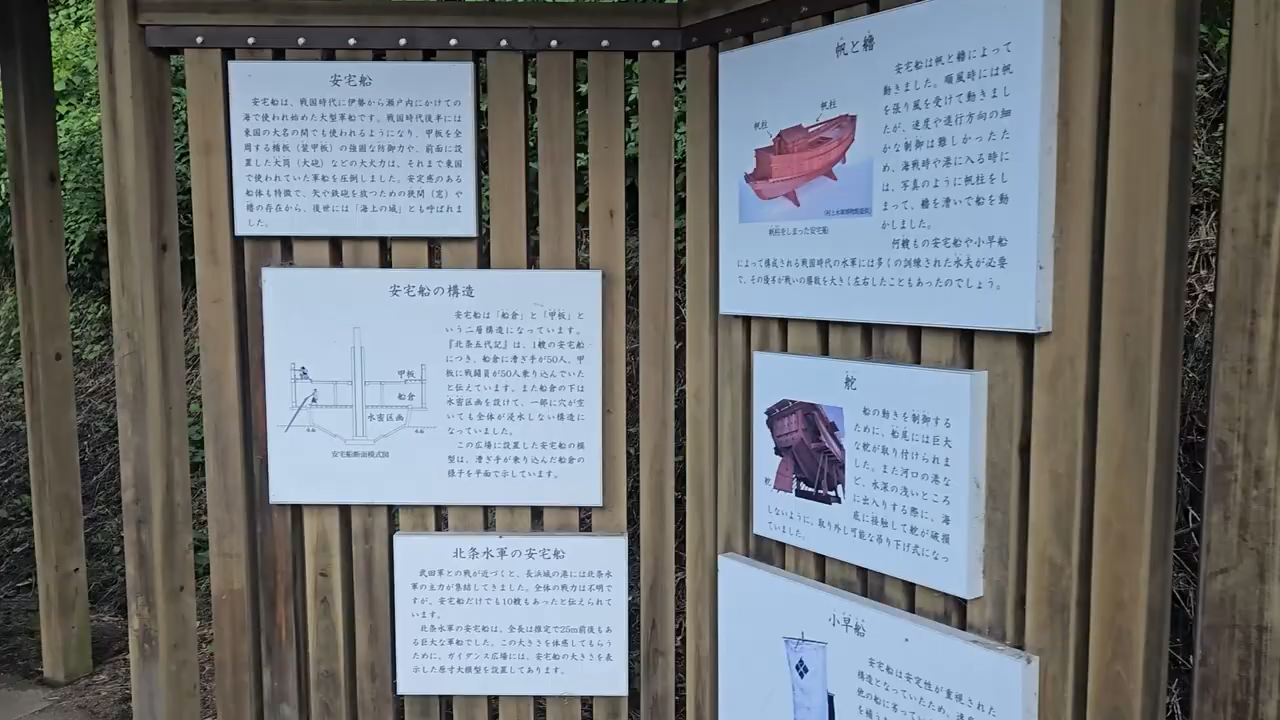 安宅船
安宅船は、戦国時代に伊勢から瀬戸内にかけての
海で使われ始めた大型軍船です。戦国時代後半には
東国の大名の間でも使われるようになり、甲板を全
周する楯板(装甲板)の強固な防御力や、前面に設
置した大筒(大砲)などの大火力は、それまで東国
で使われていた軍船を圧倒しました。安定感のある
船体も特徴で、矢や鉄砲を放つための狭間(窓)や
櫓の存在から、後世には「海上の城」とも呼ばれま
した。
安宅船の構造
安宅船は「船倉」と「甲板」と
いう二層構造になっています。
『北条五代記』は、1艘の安宅船
につき、船倉に漕ぎ手が50人、甲
板に戦闘員が50人乗り込んでいた
と伝えています。また船倉の下は
水密区画を設けて、一部に穴が空
いても全体が浸水しない構造に
なっていました。
この広場に設置した安宅船の模
型は、漕ぎ手が乗り込んだ船倉の
様子を平面で示しています。
甲板
船倉
水密区画
安宅船断面模式図
北条水軍の安宅船
武田軍との戦が近づくと、長浜城の港には北条水
軍の主力が集結してきました。全体の戦力は不明で
すが、安宅船だけでも10艘もあったと伝えられて
います。
北条水軍の安宅船は、全長は推定で25m前後もあ
る巨大な軍船でした。この大きさを体感してもらう
ために、ガイダンス広場には、安宅船の大きさを表
示した原寸大模型を設置してあります。
帆と艪
安宅船は帆と艪によって
動きました。順風時には帆
を張り風を受けて動きまし
たが、速度や進行方向の細
かな制御は難しかったた
め、海戦時や港に入る時に
は、写真のように帆柱をし
まって、艪を漕いで船を動
かしました。
何艘もの安宅船や小早船
によって構成される戦国時代の水軍には多くの訓練された水夫が必要
で、その優劣が戦いの勝敗を大きく左右したこともあったのでしょう。
帆柱
帆柱
(村上水軍博物館提供)
帆柱をしまった安宅船
舵
船の動きを制御する
ために、船尾には巨大
な舵が取り付けられま
した。また河口の港な
ど、水深の浅いところ
に出入りする際に、海
底に接触して舵が破損
しないように、取り外し可能な吊り下げ式になっ
ていました。
舵
小早船
安宅船は安定性が重視された
構造となっていたため、速度
他の船に劣ってい
を補う